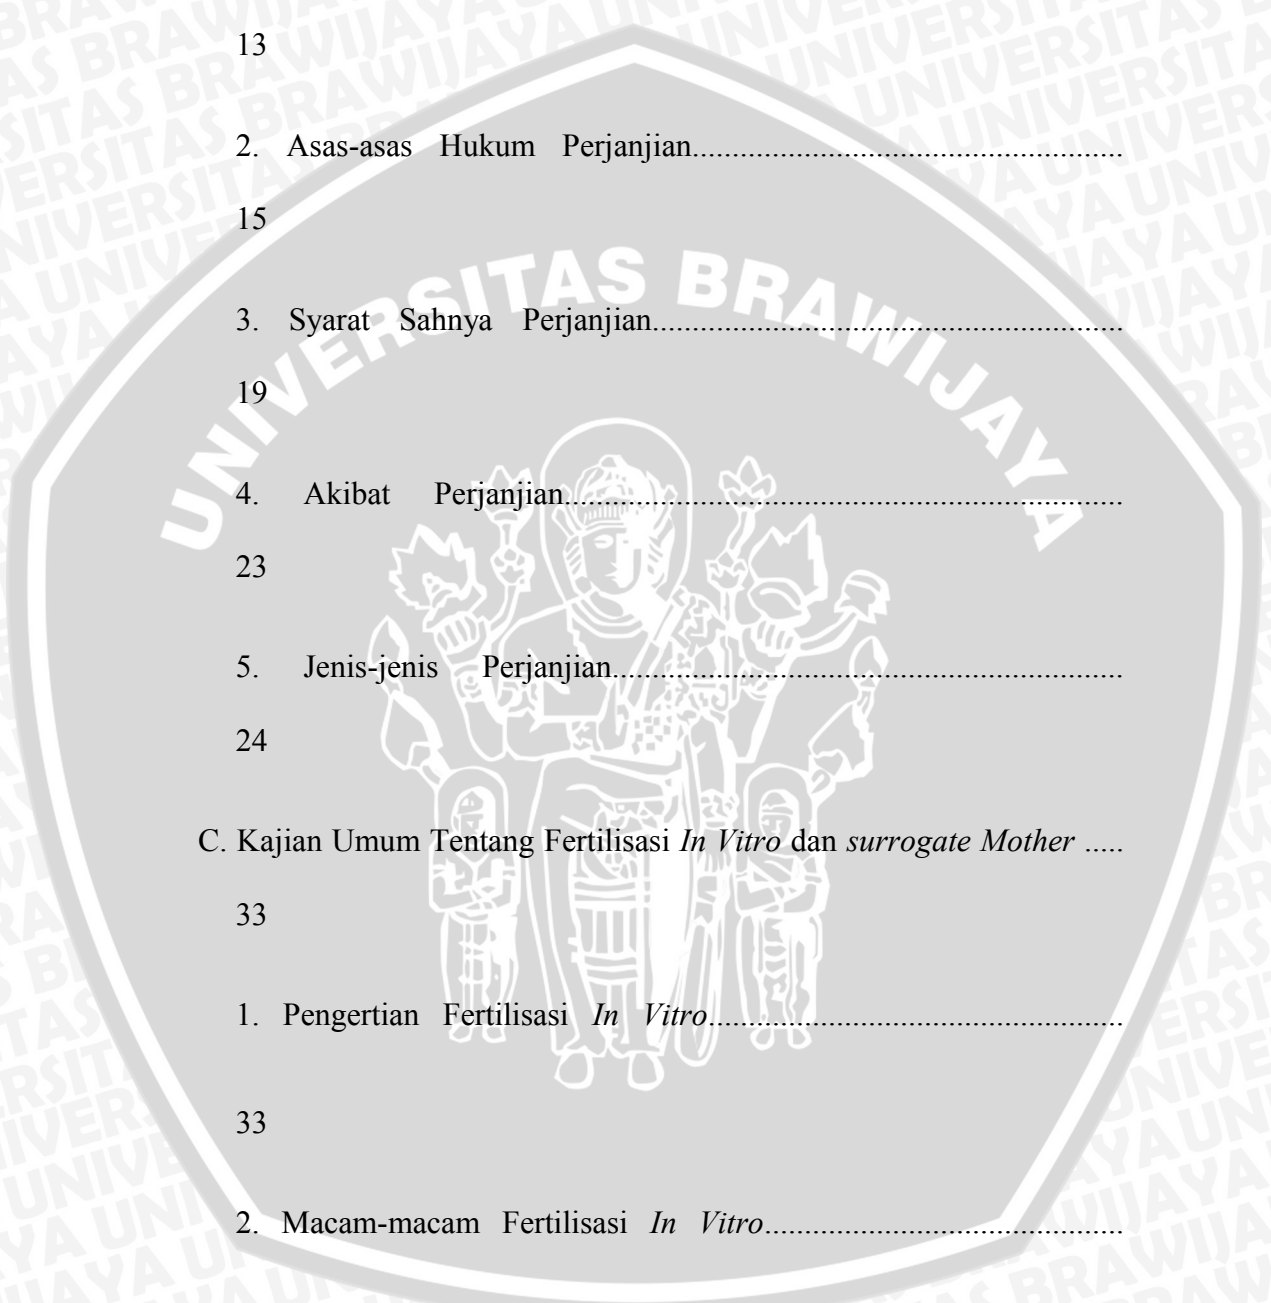 13
2. Asas-asas Hukum Perjanjian......................................................
15
UNIVERSITAS BRAWIJAYA
3. Syarat Sahnya Perjanjian...........................................................
19
4. Akibat Perjanjian......................................................................
23
5. Jenis-jenis Perjanjian................................................................
24
C. Kajian Umum Tentang Fertilisasi In Vitro dan surrogate Mother .....
33
1. Pengertian Fertilisasi In Vitro....................................................
33
2. Macam-macam Fertilisasi In Vitro.............................................